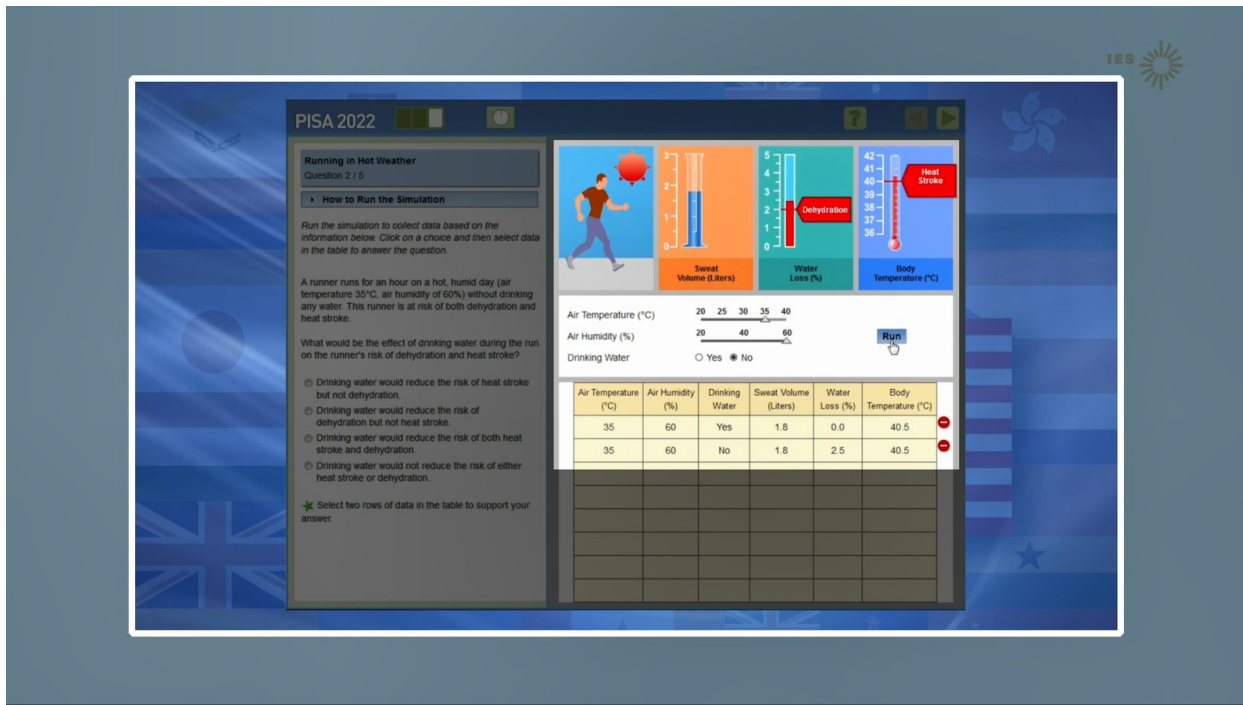 IES
PISA 2022
?
Running in Hot Weather
Question 2 / 5
How to Run the Simulation
Run the simulation to collect data based on the
information below. Click on a choice and then select data
in the table to answer the question.
A runner runs for an hour on a hot, humid day (air
temperature 35°C, air humidity of 60%) without drinking
any water. This runner is at risk of both dehydration and
heat stroke.
What would be the effect of drinking water during the run
on the runner's risk of dehydration and heat stroke?
Drinking water would reduce the risk of heat stroke
but not dehydration.
Drinking water would reduce the risk of
dehydration but not heat stroke.
Drinking water would reduce the risk of both heat
stroke and dehydration.
Drinking water would not reduce the risk of either
heat stroke or dehydration.
Select two rows of data in the table to support your
answer.
3
2
1
0
Sweat
Volume (Liters)
5
4
3
2
1
0
Dehydration
Water
Loss (%)
42
41
40
39
38
37
36
Heat
Stroke
Body
Temperature (°C)
Air Temperature (°C) 20 25 30 35 40
Air Humidity (%) 20 40 60
Drinking Water Yes No
Run
Air Temperature (°C) Air Humidity (%) Drinking Water Sweat Volume (Liters) Water Loss (%) Body Temperature (°C)
35 60 Yes 1.8 0.0 40.5
35 60 No 1.8 2.5 40.5